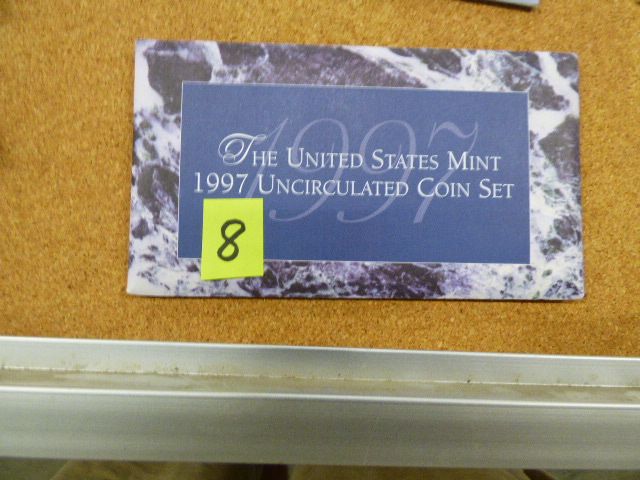 1997
The United States Mint
1997 Uncirculated Coin Set
8